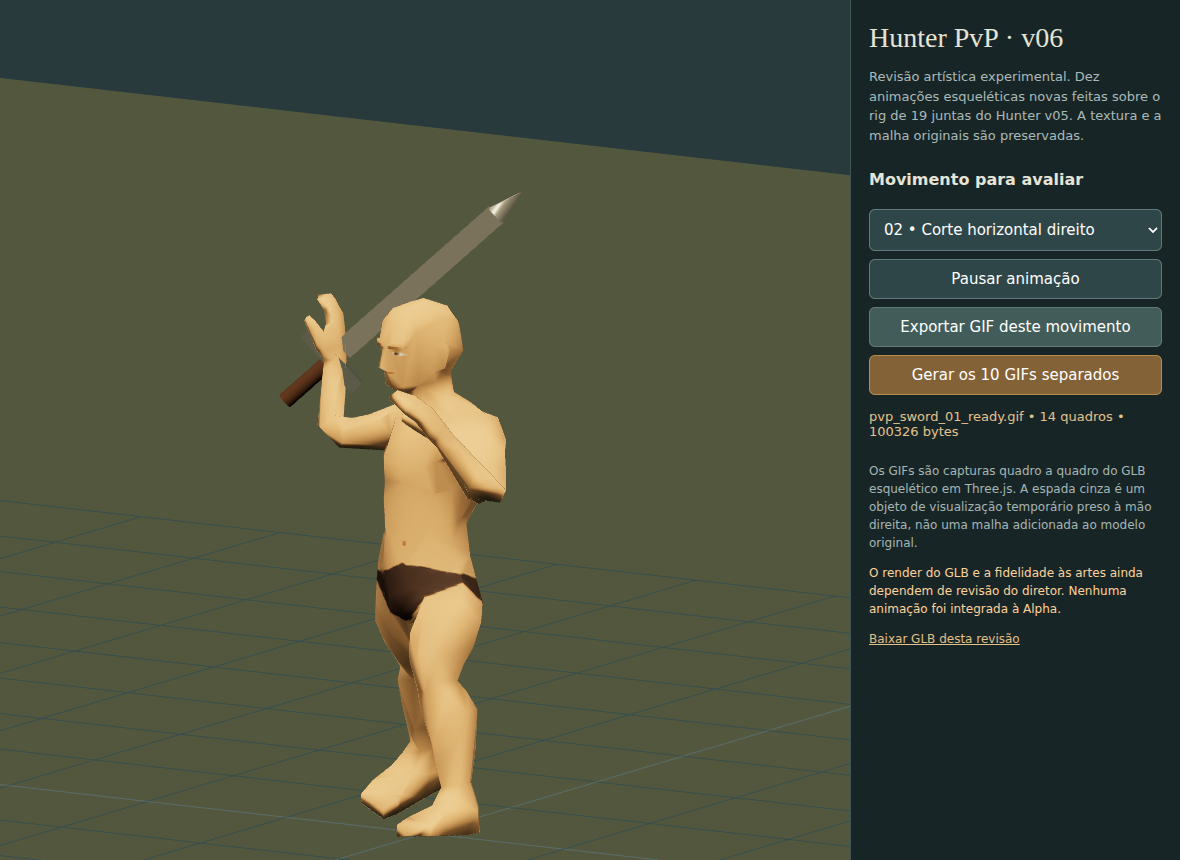 Hunter PvP · v06
Revisão artística experimental. Dez
animações esqueléticas novas feitas sobre o
rig de 19 juntas do Hunter v05. A textura e a
malha originais são preservadas.
Movimento para avaliar
02 • Corte horizontal direito
Pausar animação
Exportar GIF deste movimento
Gerar os 10 GIFs separados
pvp_sword_01_ready.gif • 14 quadros •
100326 bytes
Os GIFs são capturas quadro a quadro do GLB
esquelético em Three.js. A espada cinza é um
objeto de visualização temporário preso à mão
direita, não uma malha adicionada ao modelo
original.
O render do GLB e a fidelidade às artes ainda
dependem de revisão do diretor. Nenhuma
animação foi integrada à Alpha.
Baixar GLB desta revisão